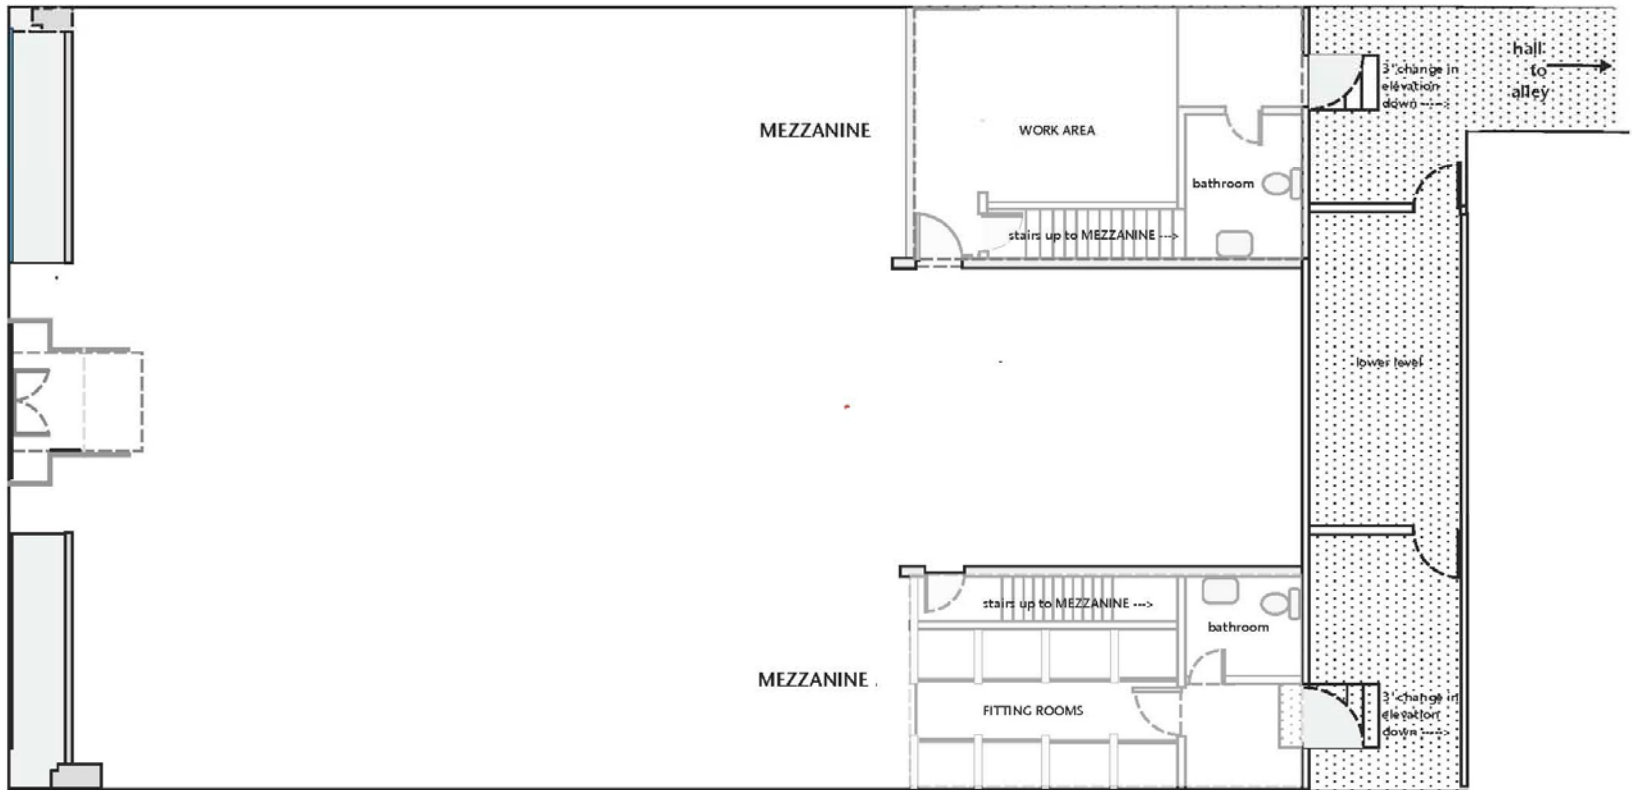 hall
to
alley
3' change in
elevation
down ---->
MEZZANINE
WORK AREA
bathroom
stairs up to MEZZANINE --->
lower level
stairs up to MEZZANINE --->
bathroom
MEZZANINE
FITTING ROOMS
3' change in
elevation
down ---->